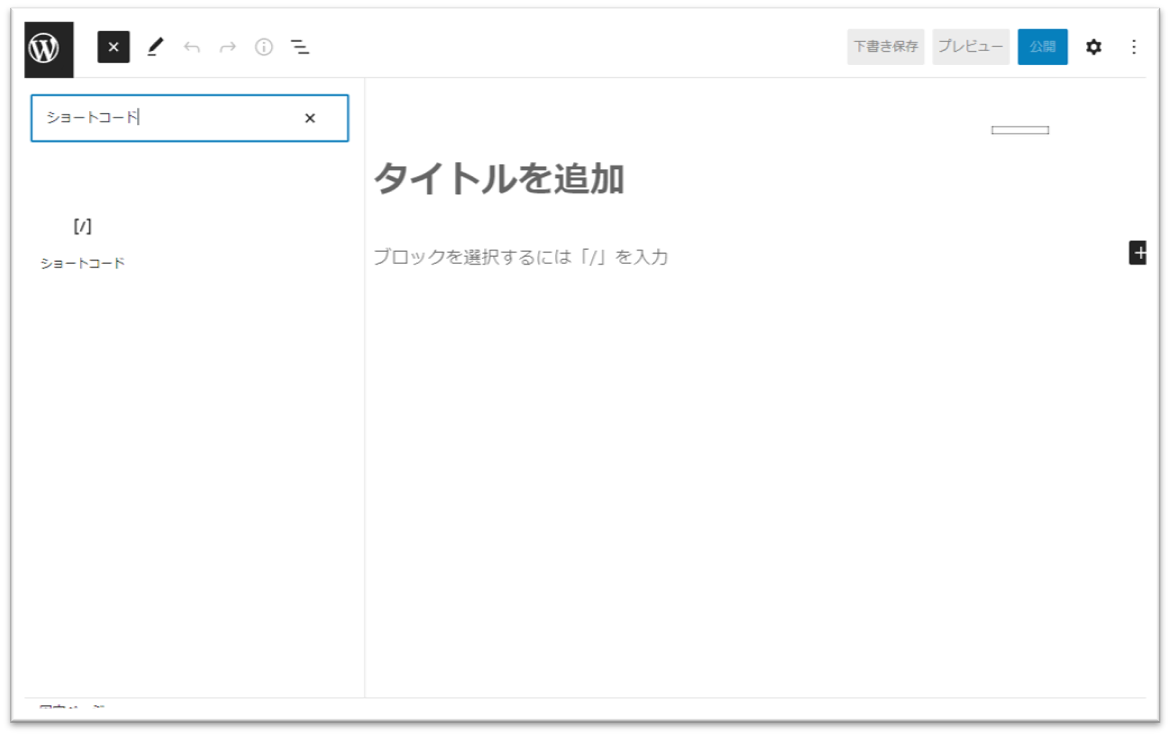 下書き保存 プレビュー 公開
ショートコード
タイトルを追加
[/]
ショートコード
ブロックを選択するには「/」を入力